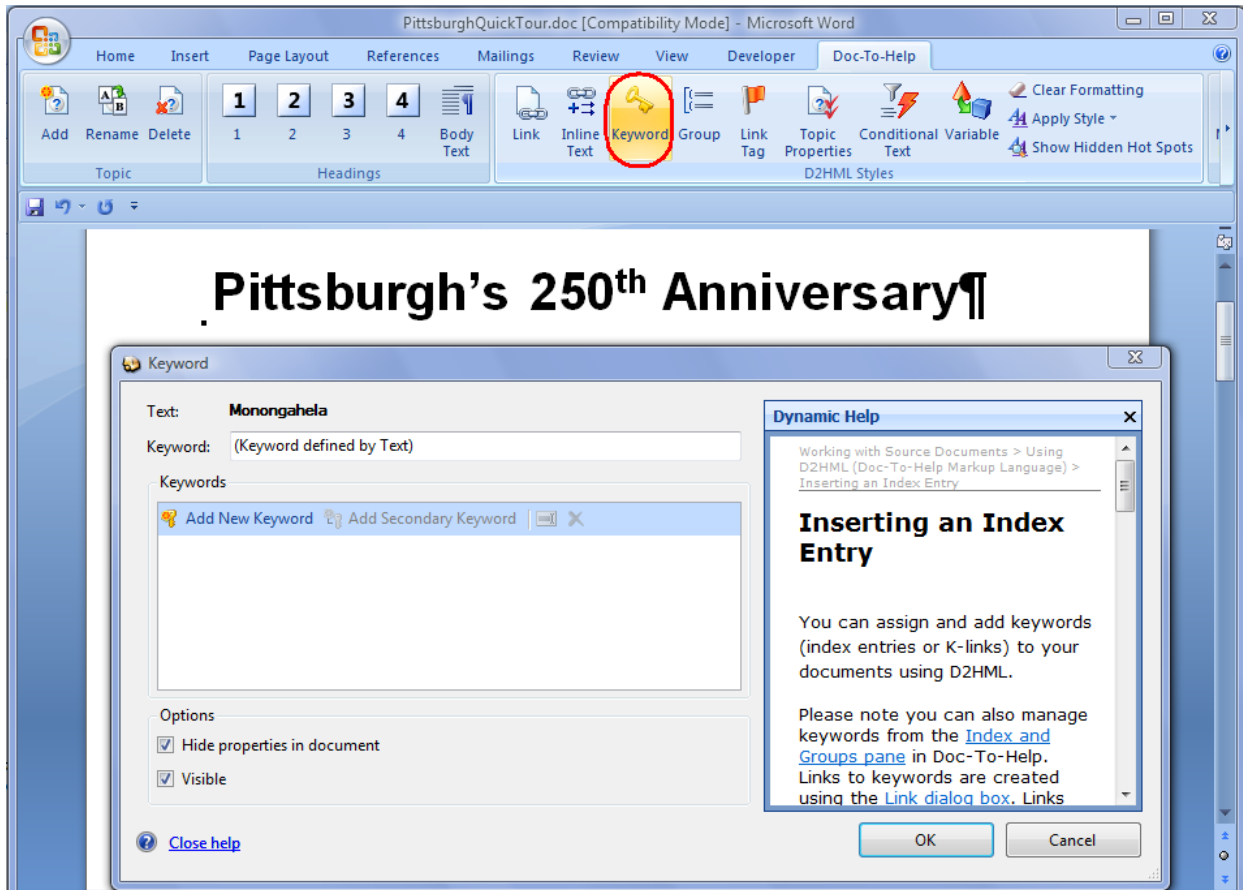 PittsburghQuickTour.doc [Compatibility Mode] - Microsoft Word
Home Insert Page Layout References Mailings Review View Developer Doc-To-Help
1 2 3 4
Clear Formatting
Apply Style
Show Hidden Hot Spots
Add Rename Delete 1 2 3 4 Body Text Link Inline Text Keyword Group Link Tag Topic Properties Conditional Text Variable
Topic Headings D2HML Styles
Pittsburgh's 250th Anniversary¶
Keyword
Text: Monongahela
Keyword: (Keyword defined by Text)
Keywords
Add New Keyword Add Secondary Keyword
Options
Hide properties in document
Visible
Close help
Dynamic Help
Working with Source Documents > Using
D2HML (Doc-To-Help Markup Language) >
Inserting an Index Entry
Inserting an Index
Entry
You can assign and add keywords
(index entries or K-links) to your
documents using D2HML.
Please note you can also manage
keywords from the Index and
Groups pane in Doc-To-Help.
Links to keywords are created
using the Link dialog box. Links
OK Cancel